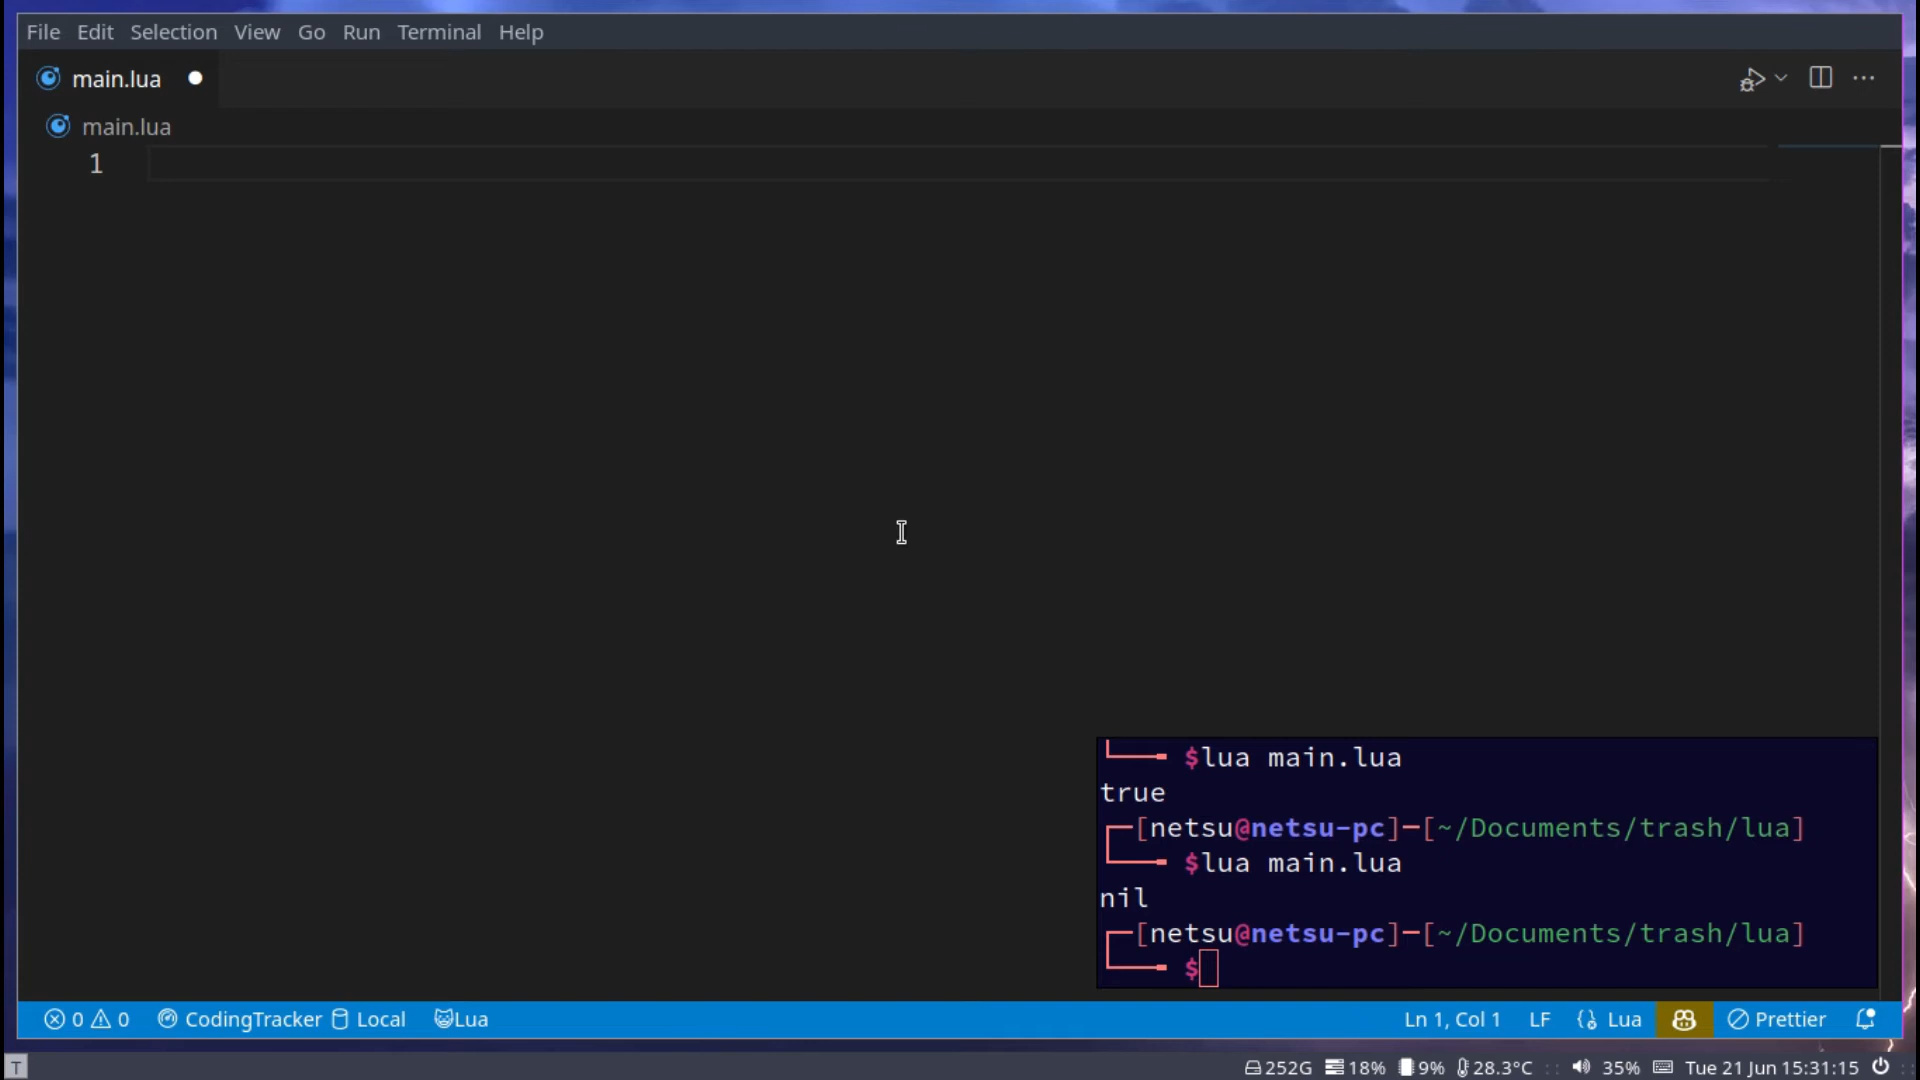 File Edit Selection View Go Run Terminal Help
main.lua
main.lua
1
$lua main.lua
true
[netsu@netsu-pc]-[~/Documents/trash/lua]
$lua main.lua
nil
[netsu@netsu-pc]-[~/Documents/trash/lua]
$
0 0 CodingTracker Local Lua Ln 1, Col 1 LF Lua Prettier
T 252G 18% 9% 28.3°C 35% Tue 21 Jun 15:31:15